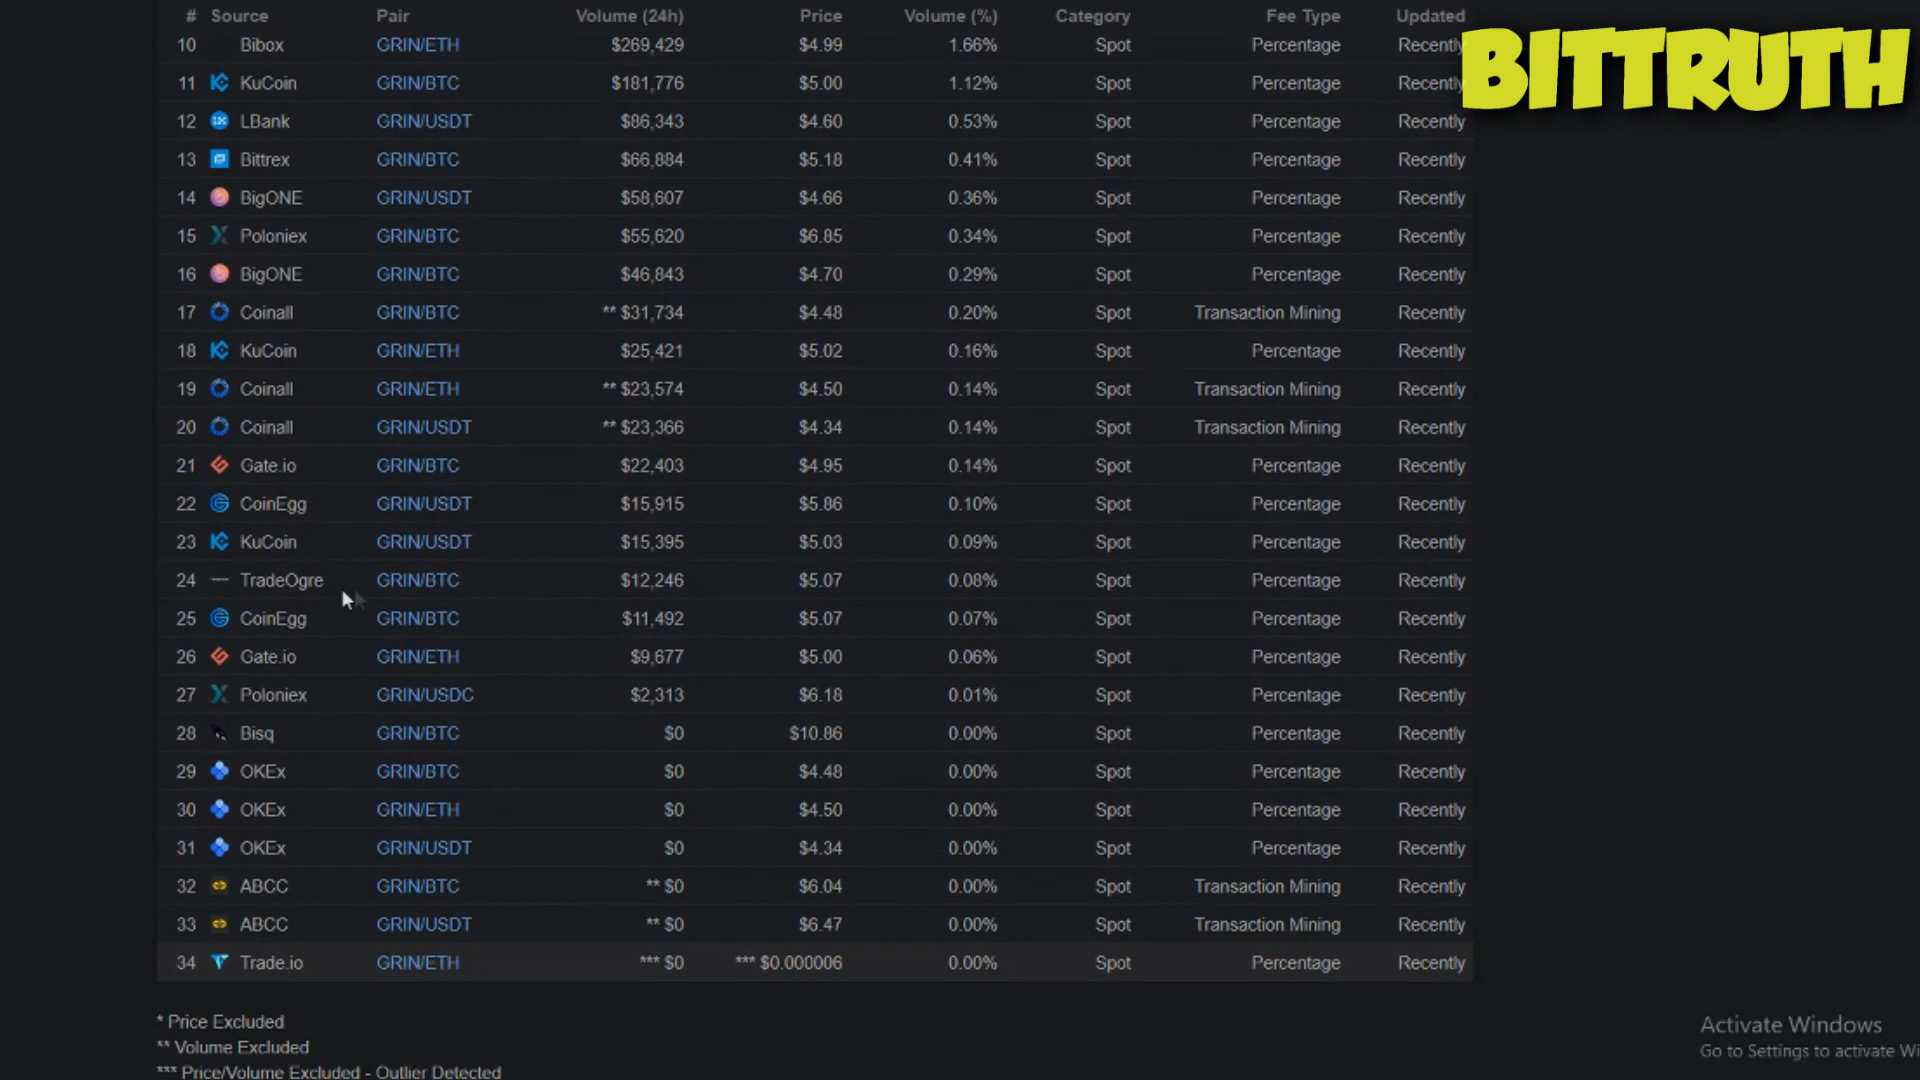 # Source Pair Volume (24h) Price Volume (%) Category Fee Type Updated
10 Bibox GRIN/ETH $269,429 $4.99 1.66% Spot Percentage Recently
BITTRUTH
11 KuCoin GRIN/BTC $181,776 $5.00 1.12% Spot Percentage Recently
12 LBank GRIN/USDT $86,343 $4.60 0.53% Spot Percentage Recently
13 Bittrex GRIN/BTC $66,884 $5.18 0.41% Spot Percentage Recently
14 BigONE GRIN/USDT $58,607 $4.66 0.36% Spot Percentage Recently
15 Poloniex GRIN/BTC $55,620 $6.85 0.34% Spot Percentage Recently
16 BigONE GRIN/BTC $46,843 $4.70 0.29% Spot Percentage Recently
17 Coinall GRIN/BTC ** $31,734 $4.48 0.20% Spot Transaction Mining Recently
18 KuCoin GRIN/ETH $25,421 $5.02 0.16% Spot Percentage Recently
19 Coinall GRIN/ETH ** $23,574 $4.50 0.14% Spot Transaction Mining Recently
20 Coinall GRIN/USDT ** $23,366 $4.34 0.14% Spot Transaction Mining Recently
21 Gate.io GRIN/BTC $22,403 $4.95 0.14% Spot Percentage Recently
22 CoinEgg GRIN/USDT $15,915 $5.86 0.10% Spot Percentage Recently
23 KuCoin GRIN/USDT $15,395 $5.03 0.09% Spot Percentage Recently
24 TradeOgre GRIN/BTC $12,246 $5.07 0.08% Spot Percentage Recently
25 CoinEgg GRIN/BTC $11,492 $5.07 0.07% Spot Percentage Recently
26 Gate.io GRIN/ETH $9,677 $5.00 0.06% Spot Percentage Recently
27 Poloniex GRIN/USDC $2,313 $6.18 0.01% Spot Percentage Recently
28 Bisq GRIN/BTC $0 $10.86 0.00% Spot Percentage Recently
29 OKEx GRIN/BTC $0 $4.48 0.00% Spot Percentage Recently
30 OKEx GRIN/ETH $0 $4.50 0.00% Spot Percentage Recently
31 OKEx GRIN/USDT $0 $4.34 0.00% Spot Percentage Recently
32 ABCC GRIN/BTC ** $0 $6.04 0.00% Spot Transaction Mining Recently
33 ABCC GRIN/USDT ** $0 $6.47 0.00% Spot Transaction Mining Recently
34 Trade.io GRIN/ETH *** $0 *** $0.000006 0.00% Spot Percentage Recently
* Price Excluded
** Volume Excluded
*** Price/Volume Excluded - Outlier Detected
Activate Windows
Go to Settings to activate Wi